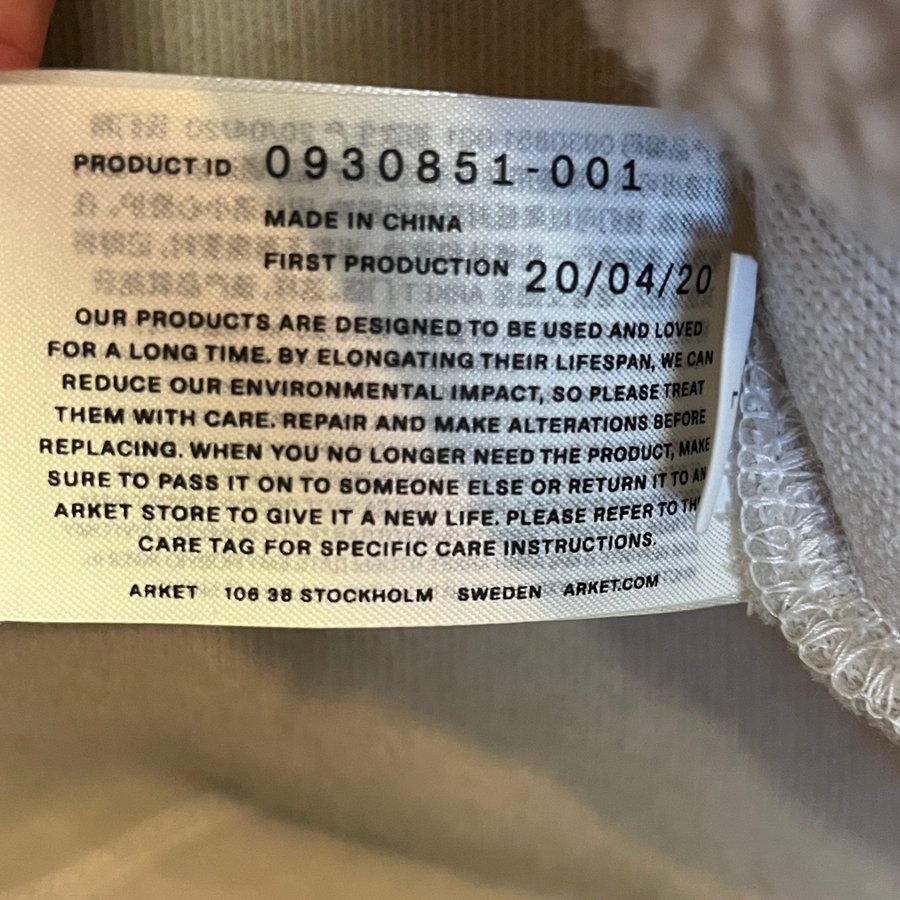 PRODUCT ID 0930851-001
MADE IN CHINA
FIRST PRODUCTION 20/04/20
OUR PRODUCTS ARE DESIGNED TO BE USED AND LOVED
FOR A LONG TIME. BY ELONGATING THEIR LIFESPAN, WE CAN
REDUCE OUR ENVIRONMENTAL IMPACT, SO PLEASE TREAT
THEM WITH CARE. REPAIR AND MAKE ALTERATIONS BEFORE
REPLACING. WHEN YOU NO LONGER NEED THE PRODUCT, MAKE
SURE TO PASS IT ON TO SOMEONE ELSE OR RETURN IT TO AN
ARKET STORE TO GIVE IT A NEW LIFE. PLEASE REFER TO THE
CARE TAG FOR SPECIFIC CARE INSTRUCTIONS.
ARKET 106 38 STOCKHOLM SWEDEN ARKET.COM